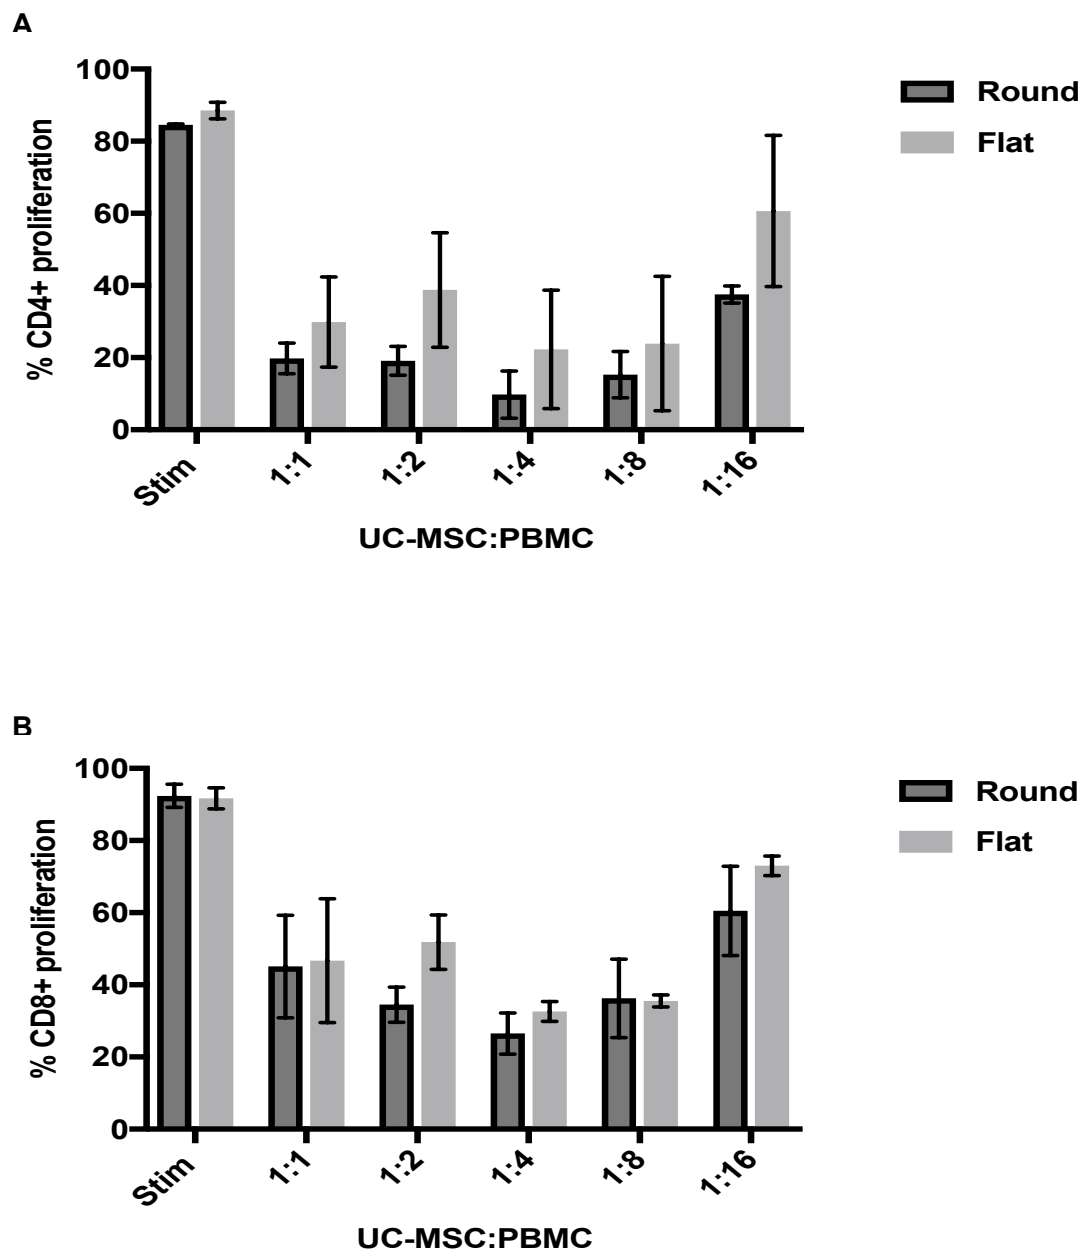 A
100
80
60
40
20
0
% CD4+ proliferation
Stim 1:1 1:2 1:4 1:8 1:16
UC-MSC:PBMC
Round
Flat
B
100
80
60
40
20
0
% CD8+ proliferation
Stim 1:1 1:2 1:4 1:8 1:16
UC-MSC:PBMC
Round
Flat